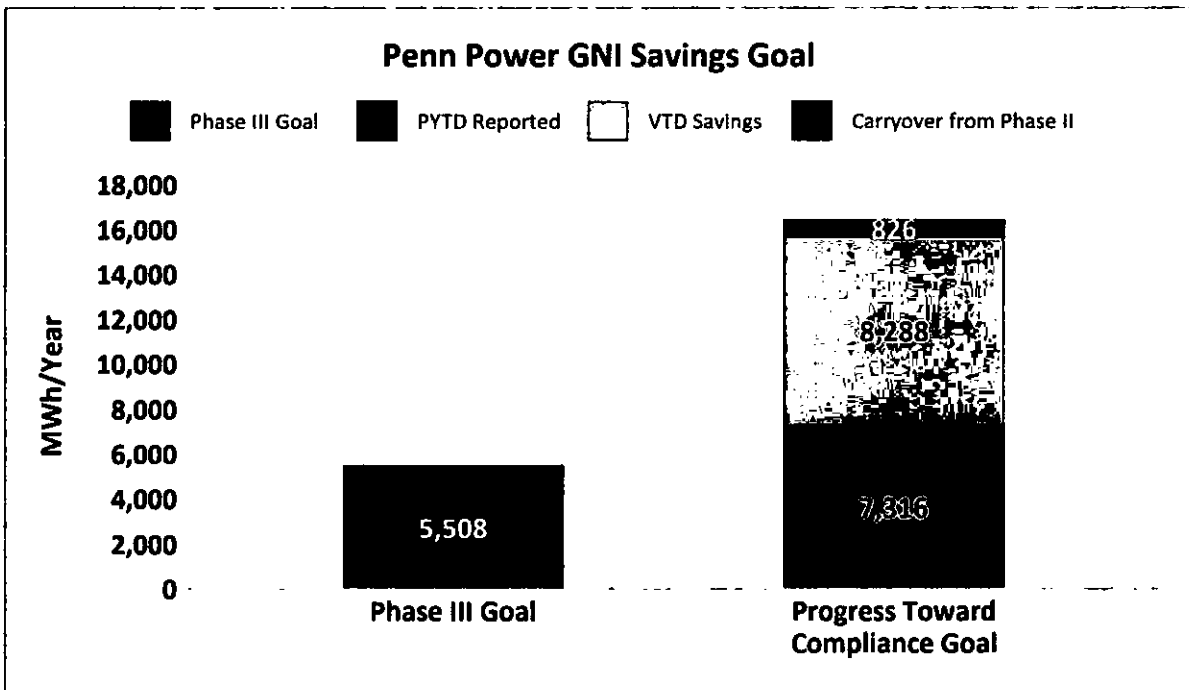 Penn Power GNI Savings Goal
Phase III Goal PYTD Reported VTD Savings Carryover from Phase II
18,000
16,000
14,000
12,000
10,000
8,000
6,000
4,000
2,000
0
MWh/Year
826
8,288
7,316
5,508
Phase III Goal
Progress Toward
Compliance Goal